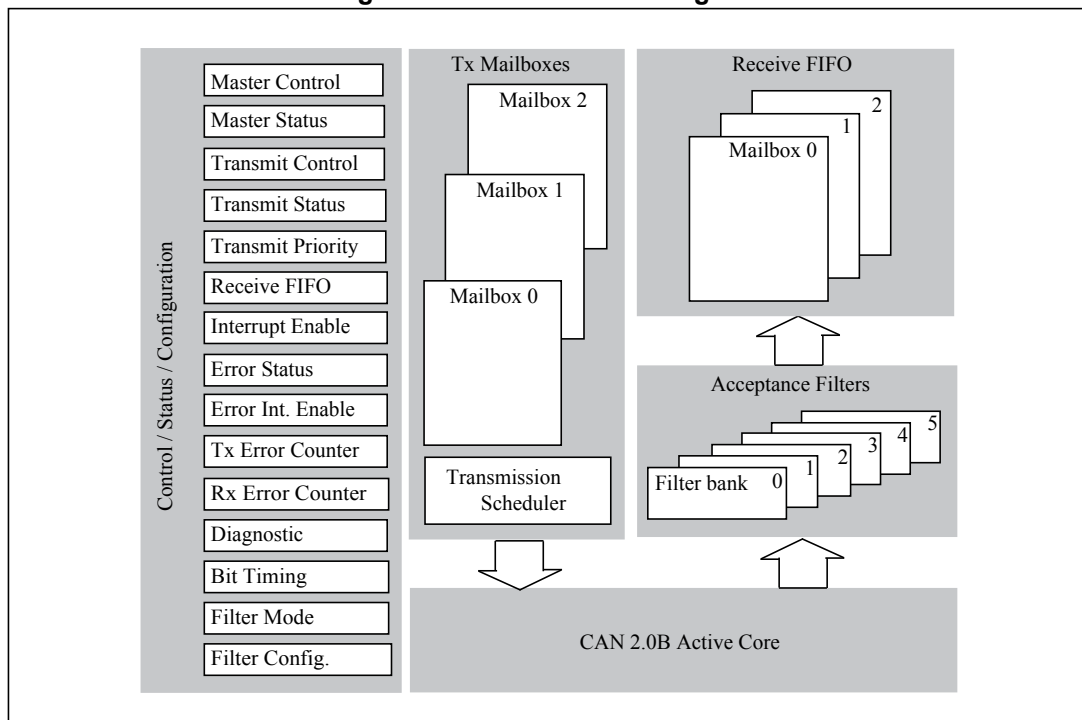 Control / Status / Configuration
Master Control
Master Status
Transmit Control
Transmit Status
Transmit Priority
Receive FIFO
Interrupt Enable
Error Status
Error Int. Enable
Tx Error Counter
Rx Error Counter
Diagnostic
Bit Timing
Filter Mode
Filter Config.
Tx Mailboxes
Mailbox 2
Mailbox 1
Mailbox 0
Transmission
Scheduler
Receive FIFO
2
1
Mailbox 0
Acceptance Filters
5
4
3
2
1
Filter bank 0
CAN 2.0B Active Core